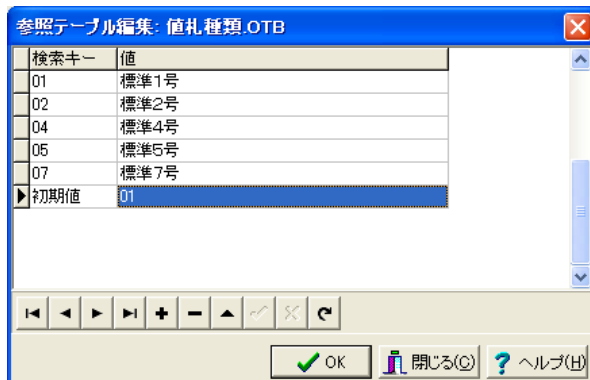 参照テーブル編集: 値札種類.OTB
検索キー 値
01 標準1号
02 標準2号
04 標準4号
05 標準5号
07 標準7号
初期値 01
OK 閉じる(C) ヘルプ(H)